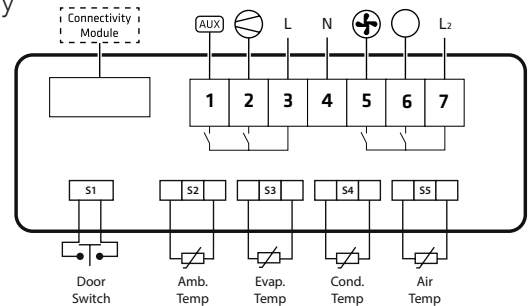 y
Connectivity
Module
AUX
L
N
L2
1 2 3 4 5 6 7
S1
S2
S3
S4
S5
Door
Switch
Amb.
Temp
Evap.
Temp
Cond.
Temp
Air
Temp